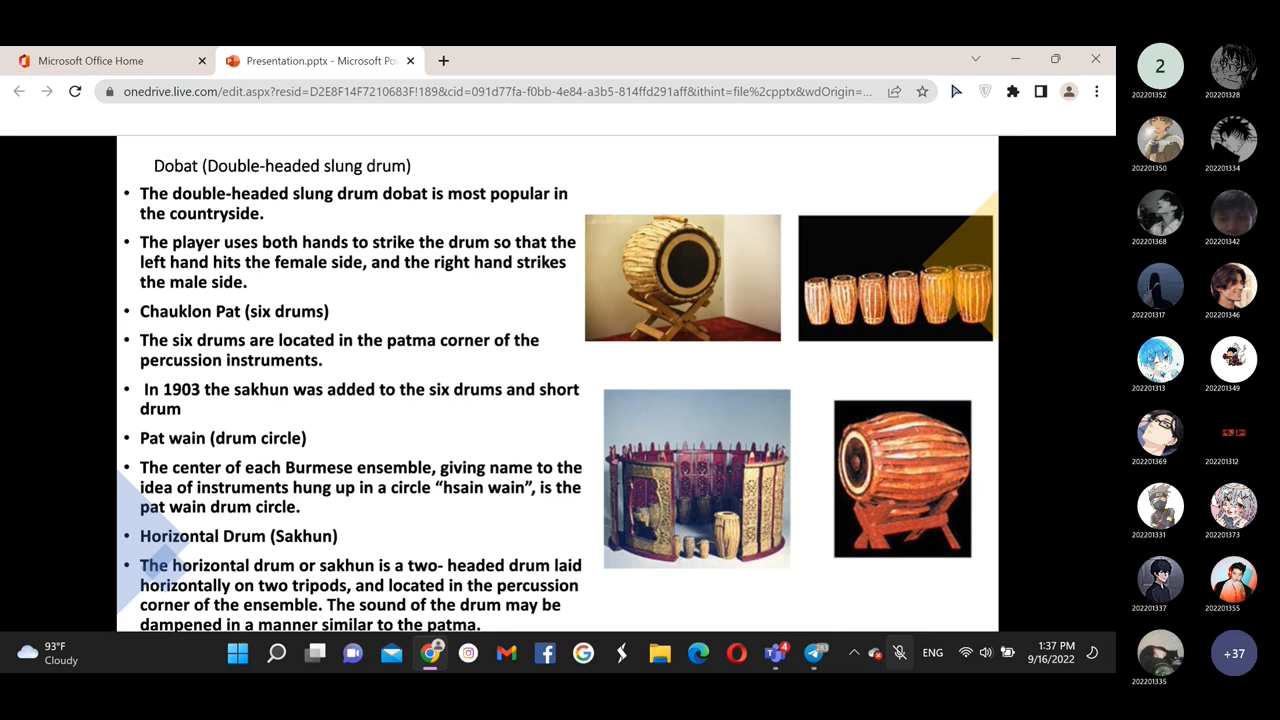 Microsoft Office Home
Presentation.pptx - Microsoft Po
onedrive.live.com/edit.aspx?resid=D2E8F14F7210683F!189&cid=091d77fa-f0bb-4e84-a3b5-814ffd291aff&ithint=file%2cpptx&wdOrigin=...
Dobat (Double-headed slung drum)
• The double-headed slung drum dobat is most popular in
the countryside.
• The player uses both hands to strike the drum so that the
left hand hits the female side, and the right hand strikes
the male side.
• Chauklon Pat (six drums)
• The six drums are located in the patma corner of the
percussion instruments.
• In 1903 the sakhun was added to the six drums and short
drum
• Pat wain (drum circle)
• The center of each Burmese ensemble, giving name to the
idea of instruments hung up in a circle “hsain wain”, is the
pat wain drum circle.
• Horizontal Drum (Sakhun)
• The horizontal drum or sakhun is a two- headed drum laid
horizontally on two tripods, and located in the percussion
corner of the ensemble. The sound of the drum may be
dampened in a manner similar to the patma.
93°F
Cloudy
4
283
ENG
1:37 PM
9/16/2022
2
202201352
202201328
202201350
202201334
202201368
202201342
202201317
202201346
202201313
202201349
202201369
202201312
202201331
202201373
202201337
202201355
202201335
+37